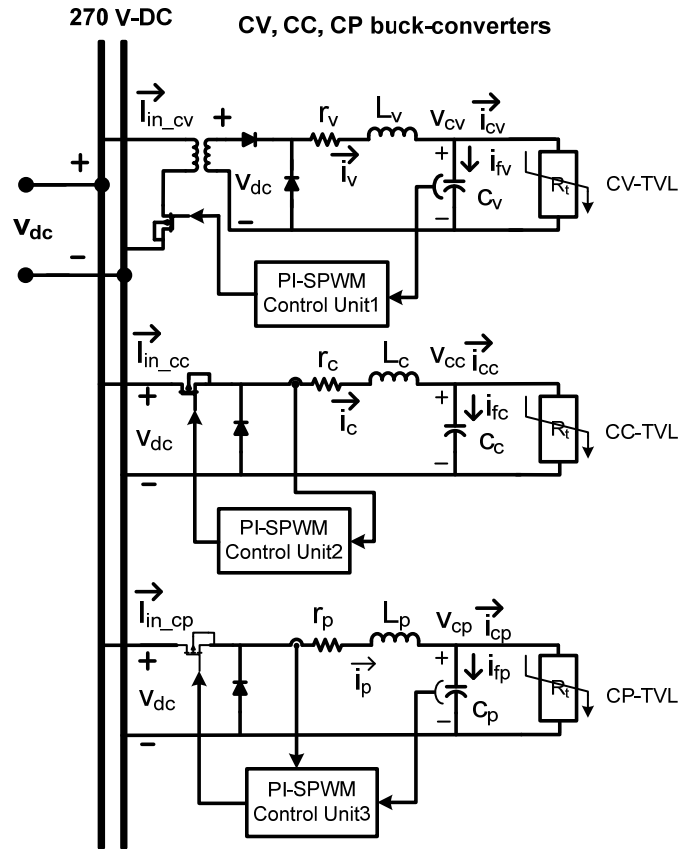 270 V-DC
CV, CC, CP buck-converters
I_in_cv
+
r_v
L_v
v_cv
i_cv
+
+
i_v
i_fv
v_dc
C_v
R_t
CV-TVL
v_dc
-
-
-
PI-SPWM
Control Unit1
I_in_cc
r_c
L_c
v_cc
i_cc
+
+
i_c
i_fc
v_dc
C_c
R_t
CC-TVL
-
-
PI-SPWM
Control Unit2
I_in_cp
r_p
L_p
v_cp
i_cp
+
+
i_p
i_fp
v_dc
C_p
R_t
CP-TVL
-
-
PI-SPWM
Control Unit3